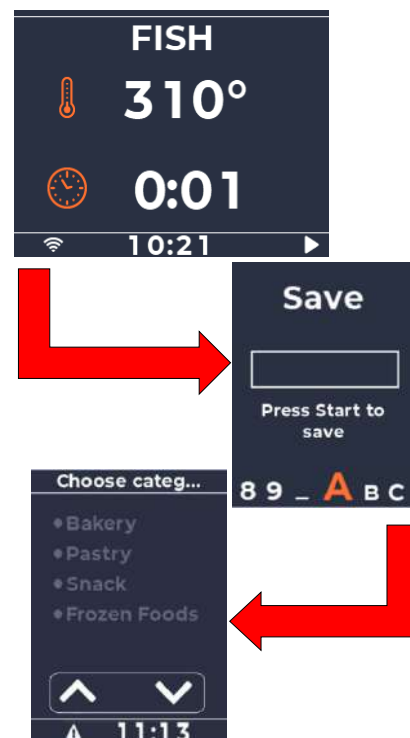 FISH
310°
0:01
10:21
Save
Press Start to
save
8 9 _ A B C
Choose categ...
•Bakery
•Pastry
•Snack
•Frozen Foods
11:13